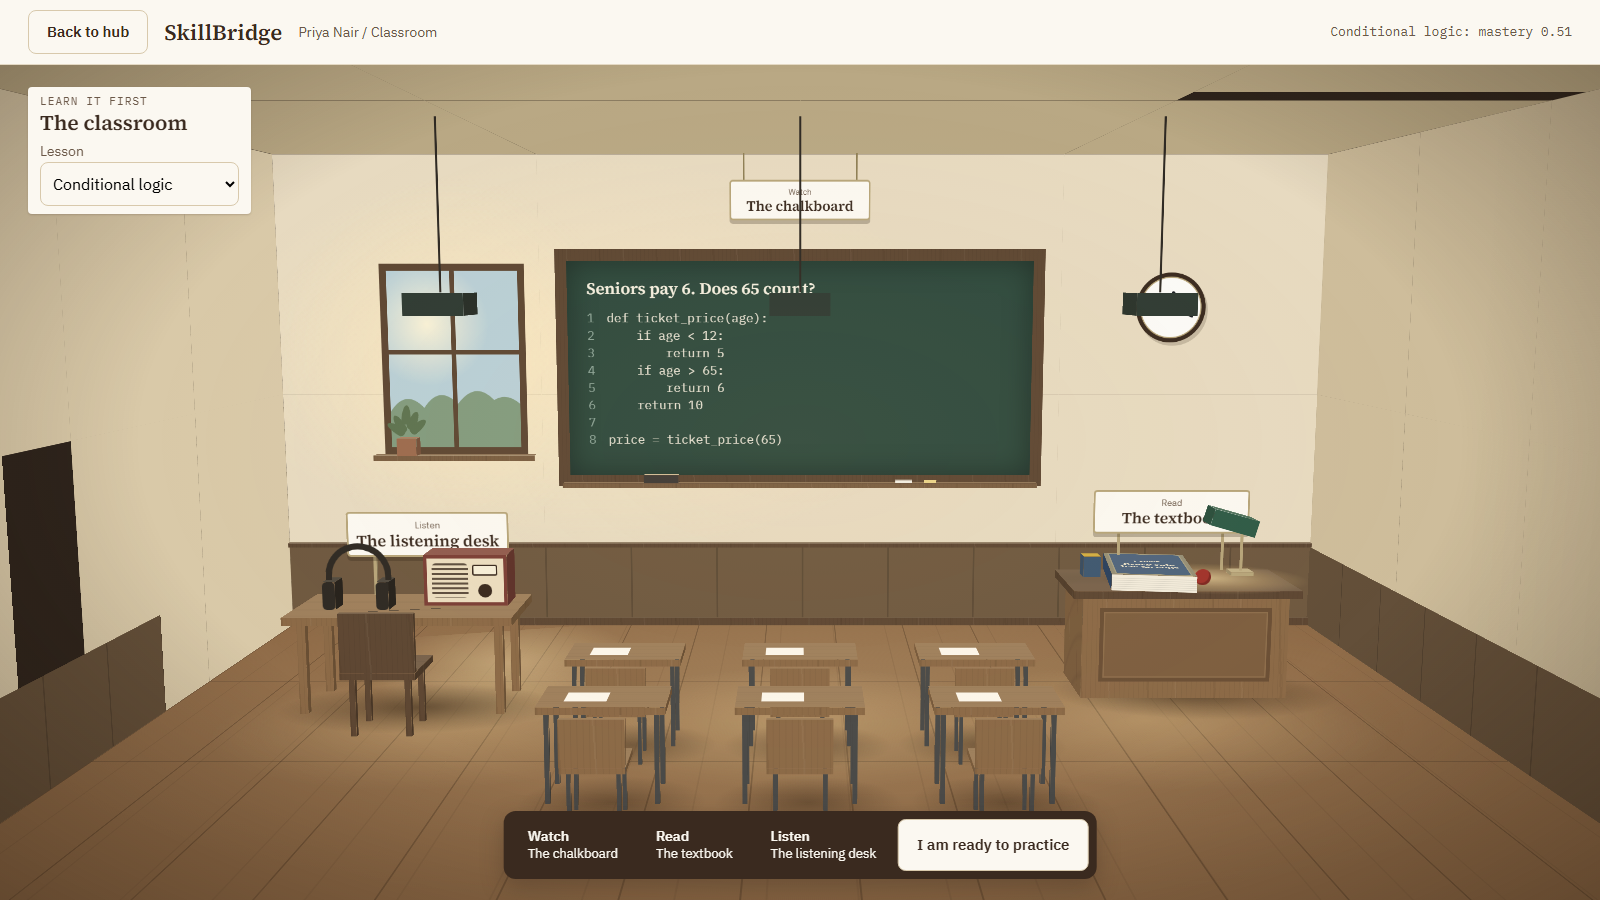 Back to hub
SkillBridge
Priya Nair / Classroom
Conditional logic: mastery 0.51
LEARN IT FIRST
The classroom
Lesson
Conditional logic
Watch
The chalkboard
Seniors pay 6. Does 65 count?
1 def ticket_price(age):
2 if age < 12:
3 return 5
4 if age > 65:
5 return 6
6 return 10
7
8 price = ticket_price(65)
Listen
The listening desk
Read
The textbo
Watch
The chalkboard
Read
The textbook
Listen
The listening desk
I am ready to practice